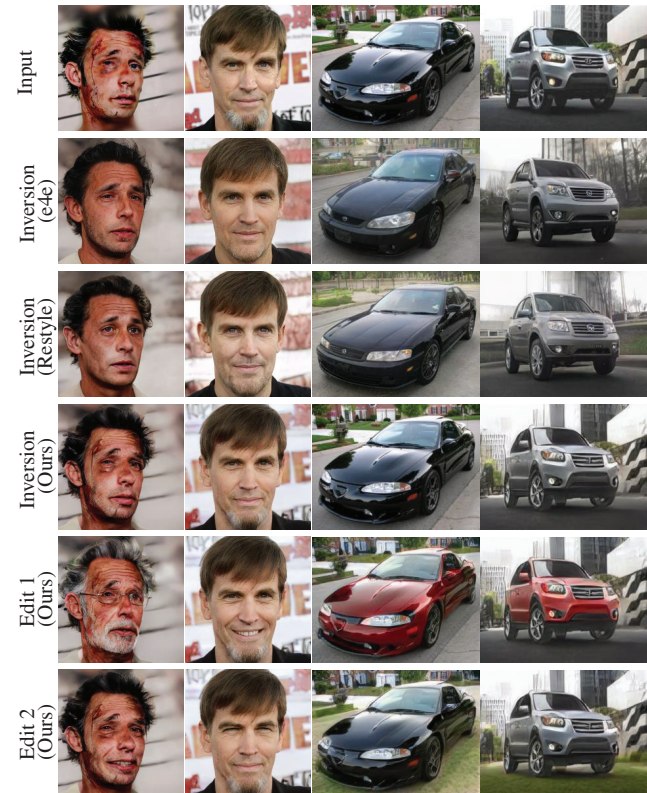 Input
Inversion
(e4e)
Inversion
(Restyle)
Inversion
(Ours)
Edit 1
(Ours)
Edit 2
(Ours)